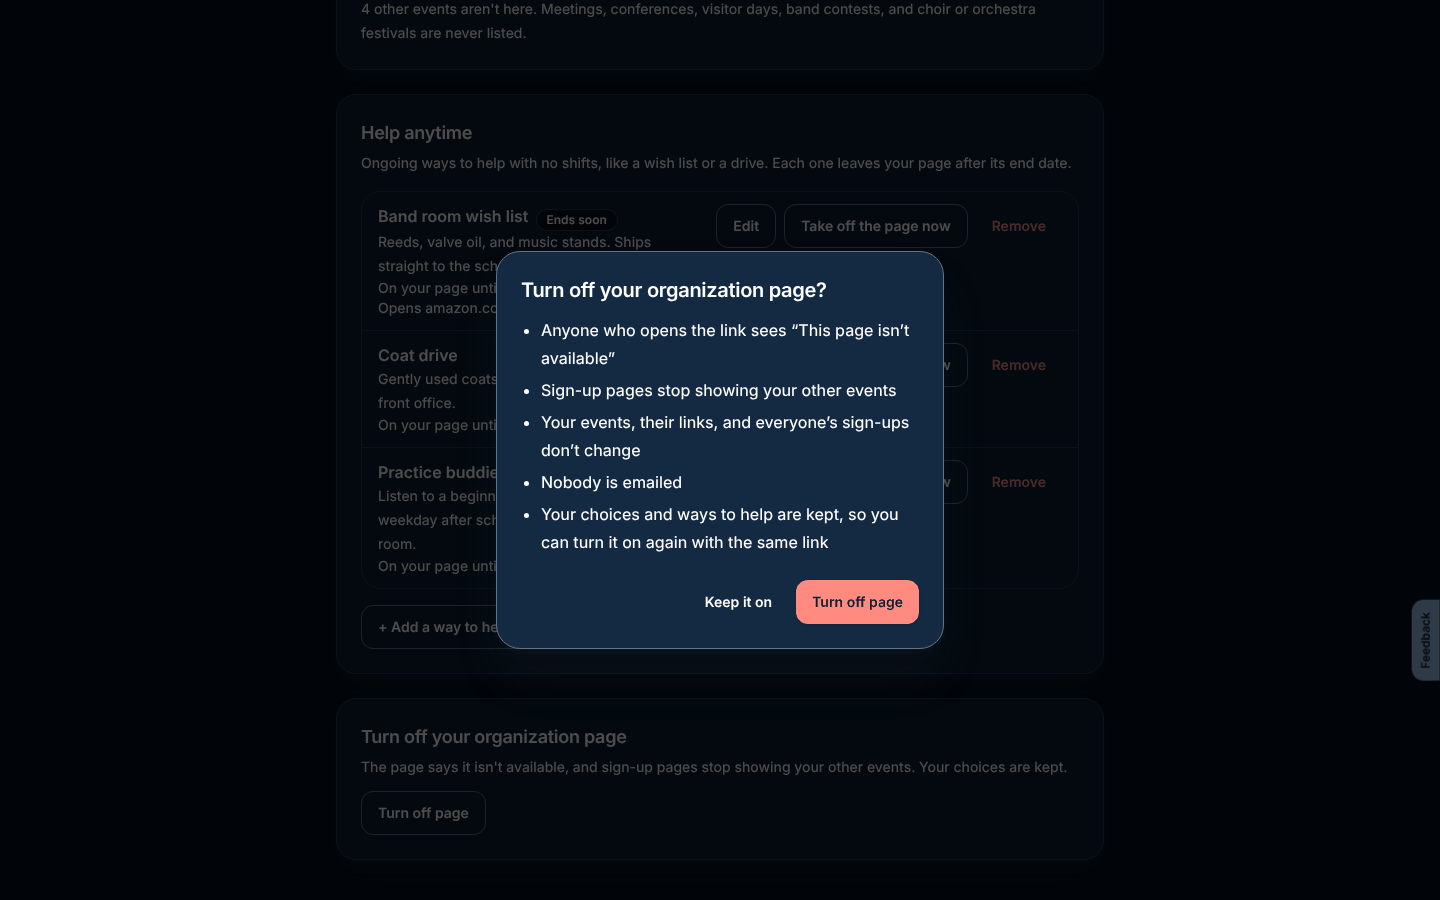 4 other events aren't here. Meetings, conferences, visitor days, band contests, and choir or orchestra
festivals are never listed.
Help anytime
Ongoing ways to help with no shifts, like a wish list or a drive. Each one leaves your page after its end date.
Band room wish list Ends soon
Edit Take off the page now Remove
Reeds, valve oil, and music stands. Ships
straight to the sch
On your page unti
Opens amazon.co
Coat drive
w Remove
Gently used coats
front office.
On your page unti
Practice buddie
w Remove
Listen to a beginn
weekday after sch
room.
On your page unti
+ Add a way to he
Turn off your organization page?
• Anyone who opens the link sees “This page isn’t
available”
• Sign-up pages stop showing your other events
• Your events, their links, and everyone’s sign-ups
don’t change
• Nobody is emailed
• Your choices and ways to help are kept, so you
can turn it on again with the same link
Keep it on Turn off page
Feedback
Turn off your organization page
The page says it isn't available, and sign-up pages stop showing your other events. Your choices are kept.
Turn off page